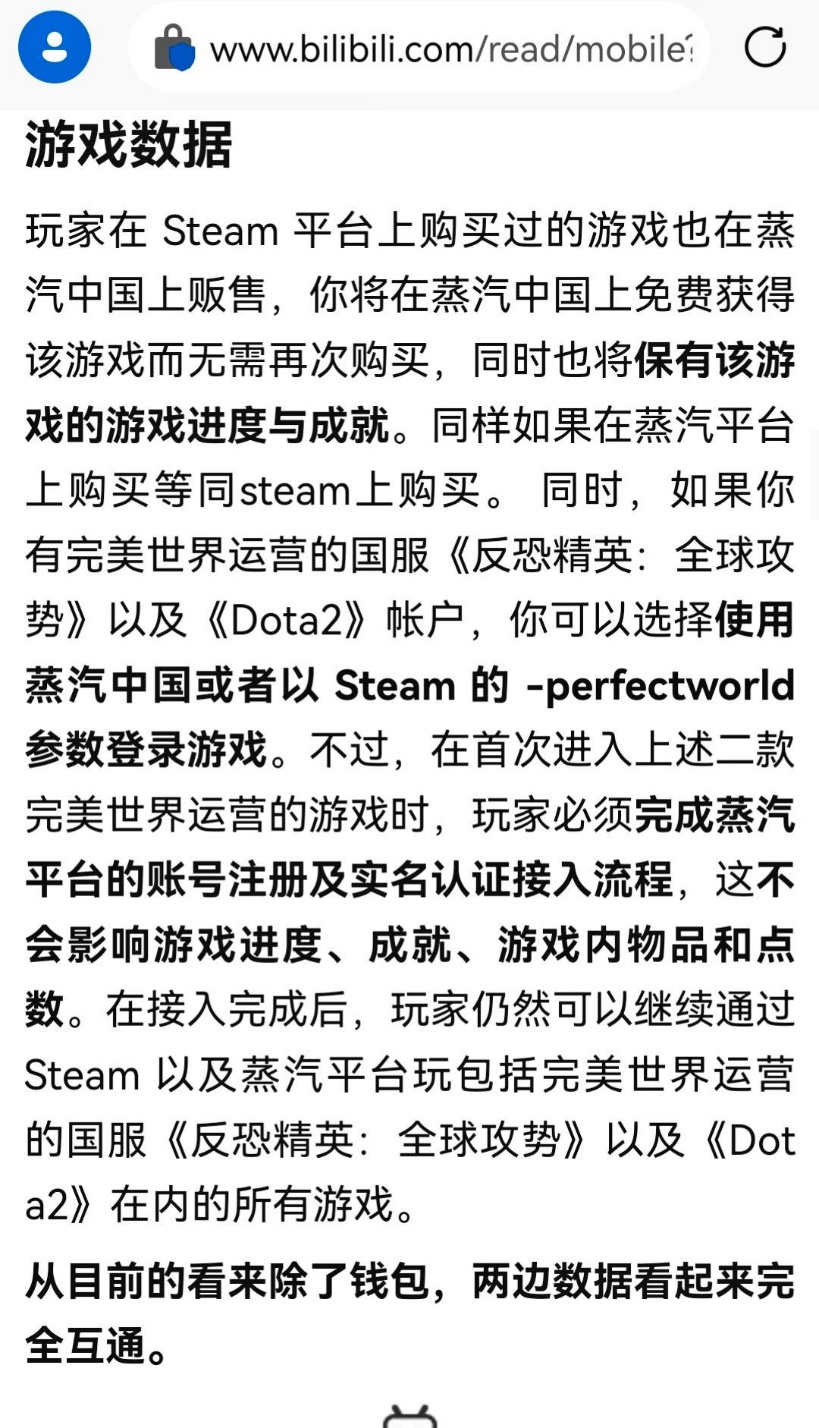 www.bilibili.com/read/mobile?
游戏数据
玩家在 Steam 平台上购买过的游戏也在蒸
汽中国上贩售，你将在蒸汽中国上免费获得
该游戏而无需再次购买，同时也将保有该游
戏的游戏进度与成就。同样如果在蒸汽平台
上购买等同steam上购买。 同时，如果你
有完美世界运营的国服《反恐精英：全球攻
势》以及《Dota2》帐户，你可以选择使用
蒸汽中国或者以 Steam 的 -perfectworld
参数登录游戏。不过，在首次进入上述二款
完美世界运营的游戏时，玩家必须完成蒸汽
平台的账号注册及实名认证接入流程，这不
会影响游戏进度、成就、游戏内物品和点
数。在接入完成后，玩家仍然可以继续通过
Steam 以及蒸汽平台玩包括完美世界运营
的国服《反恐精英：全球攻势》以及《Dot
a2》在内的所有游戏。
从目前的看来除了钱包，两边数据看起来完
全互通。